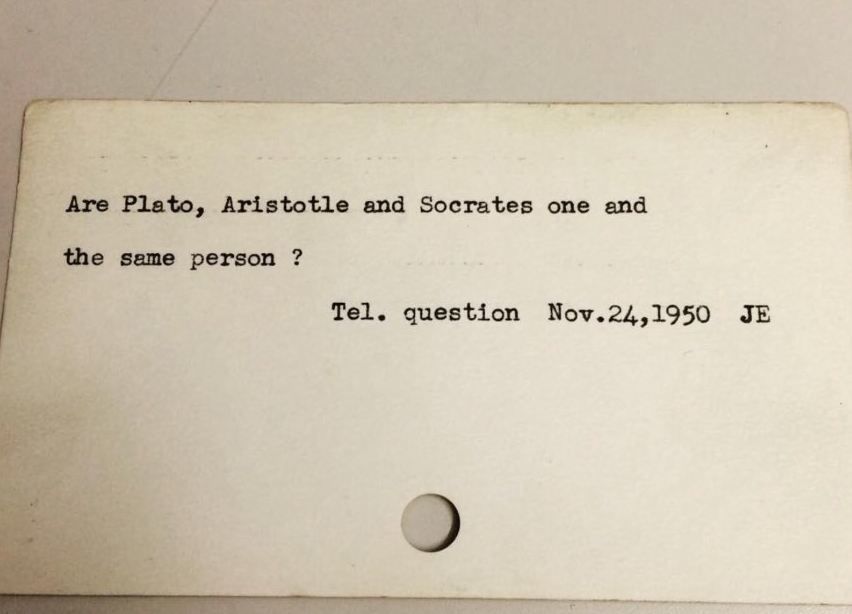 Are Plato, Aristotle and Socrates one and
the same person ?
Tel. question Nov.24,1950 JE